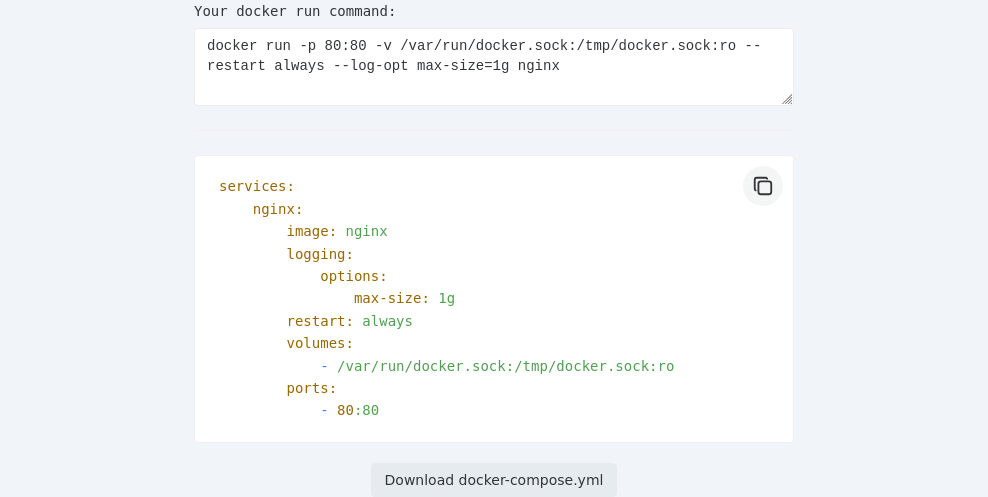 Your docker run command:
docker run -p 80:80 -v /var/run/docker.sock:/tmp/docker.sock:ro --
restart always --log-opt max-size=1g nginx
services:
    nginx:
        image: nginx
        logging:
            options:
                max-size: 1g
        restart: always
        volumes:
            - /var/run/docker.sock:/tmp/docker.sock:ro
        ports:
            - 80:80
Download docker-compose.yml